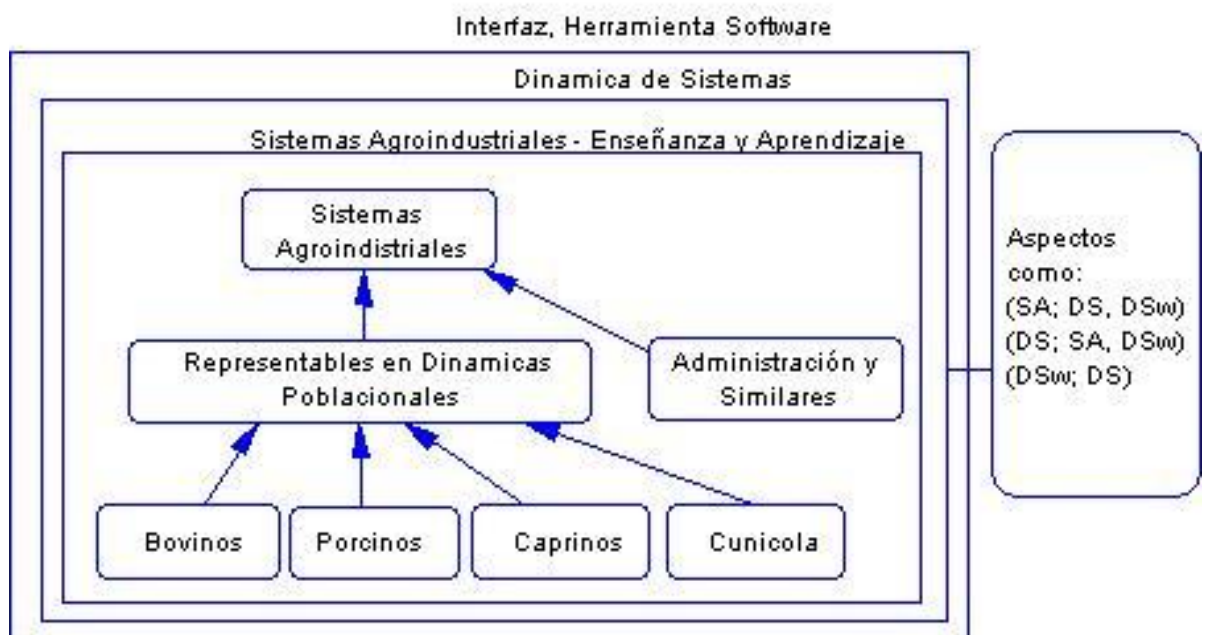 Interfaz, Herramienta Software
Dinamica de Sistemas
Sistemas Agroindustriales - Enseñanza y Aprendizaje
Sistemas
Agroindistriales
Representables en Dinamicas
Poblacionales
Administración y
Similares
Bovinos
Porcinos
Caprinos
Cunicola
Aspectos
como:
(SA; DS, DSw)
(DS; SA, DSw)
(DSw; DS)